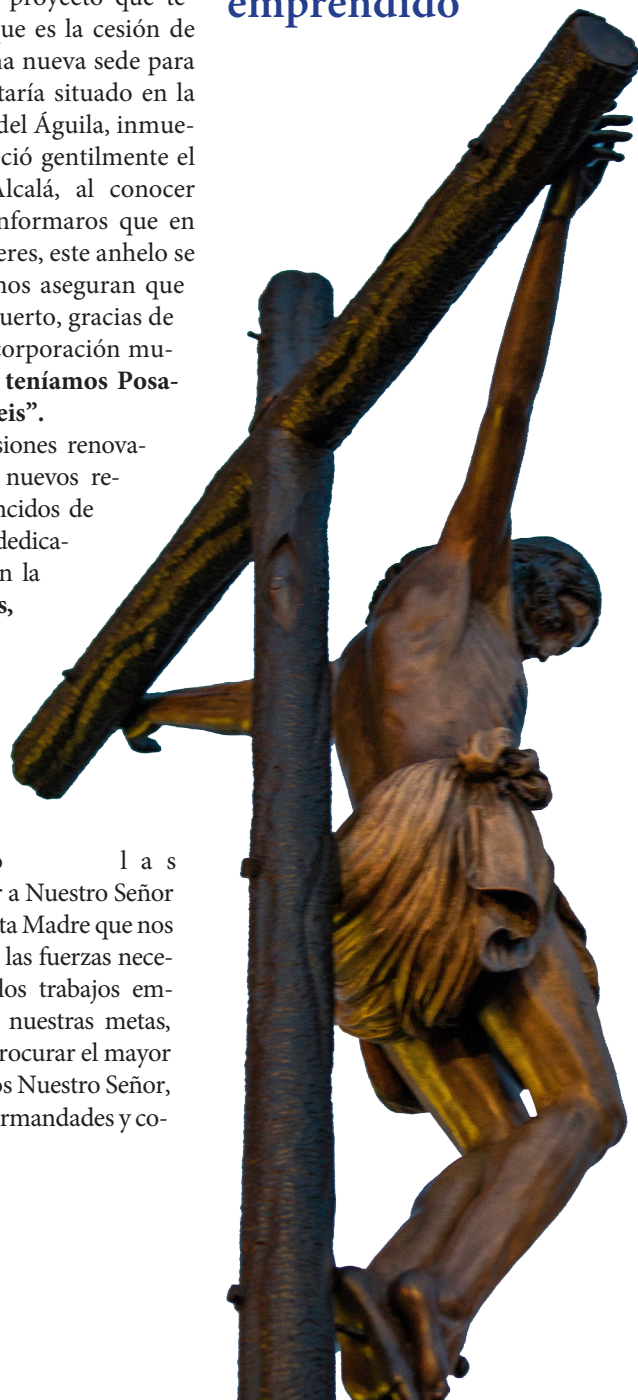 proyecto que te-
que es la cesión de
na nueva sede para
taría situado en la
del Águila, inmue-
ció gentilmente el
Alcalá, al conocer
nformaros que en
eres, este anhelo se
nos aseguran que
uerto, gracias de
corporación mu-
teníamos Posa-
eis”.
siones renova-
nuevos re-
ncidos de
dedica-
n la
s,
o las
r a Nuestro Señor
ta Madre que nos
las fuerzas nece-
los trabajos em-
nuestras metas,
rocurar el mayor
os Nuestro Señor,
rmandades y co-
emprendido